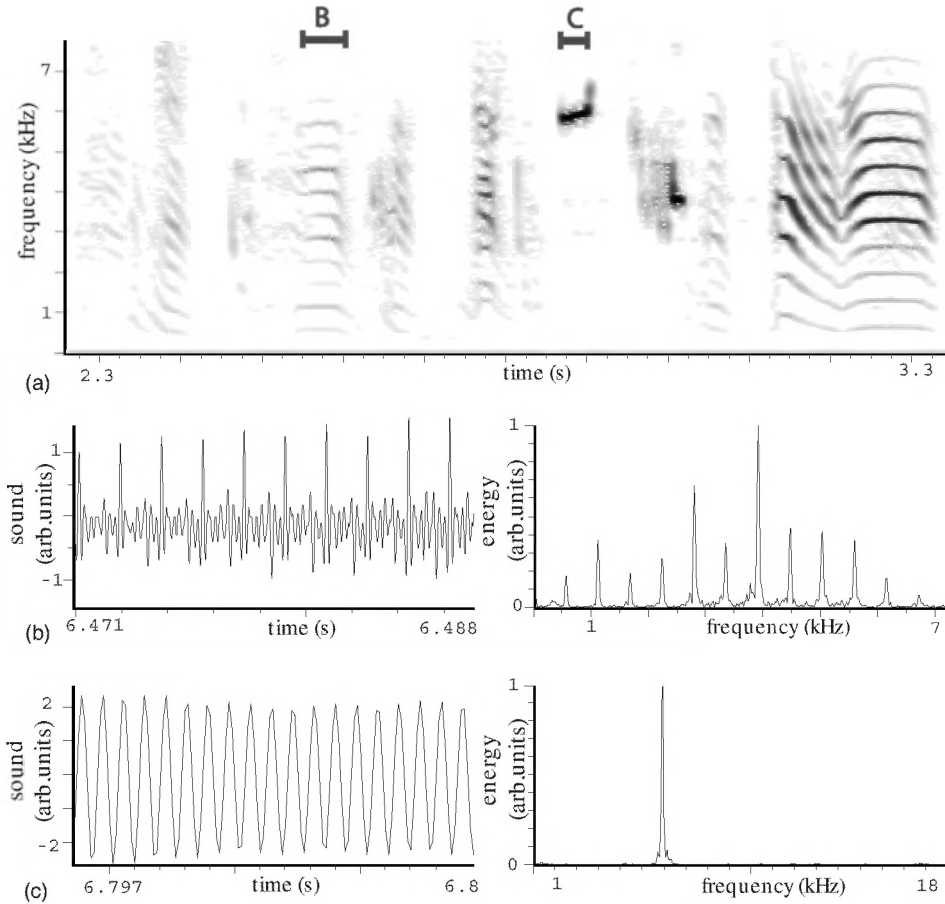 B C
7
frequency (kHz)
1
2.3 time (s) 3.3
(a)
1
sound
(arb.units)
-1
6.471 time (s) 6.488
(b)
1
energy
(arb.units)
0
1 frequency (kHz) 7
2
sound
(arb.units)
-2
6.797 time (s) 6.8
(c)
1
energy
(arb.units)
0
1 frequency (kHz) 18